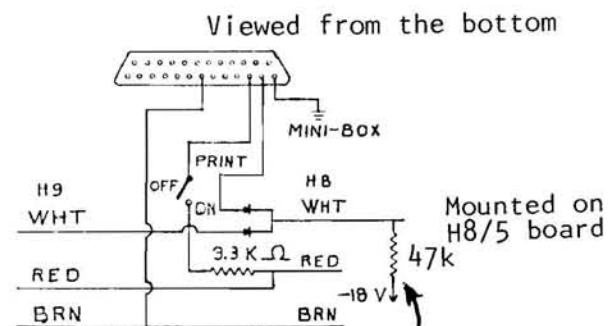 Viewed from the bottom
MINI-BOX
PRINT
OFF
ON
H9
WHT
H8
WHT
Mounted on
H8/5 board
3.3 K Ω
RED
47k
RED
-18 V
BRN
BRN